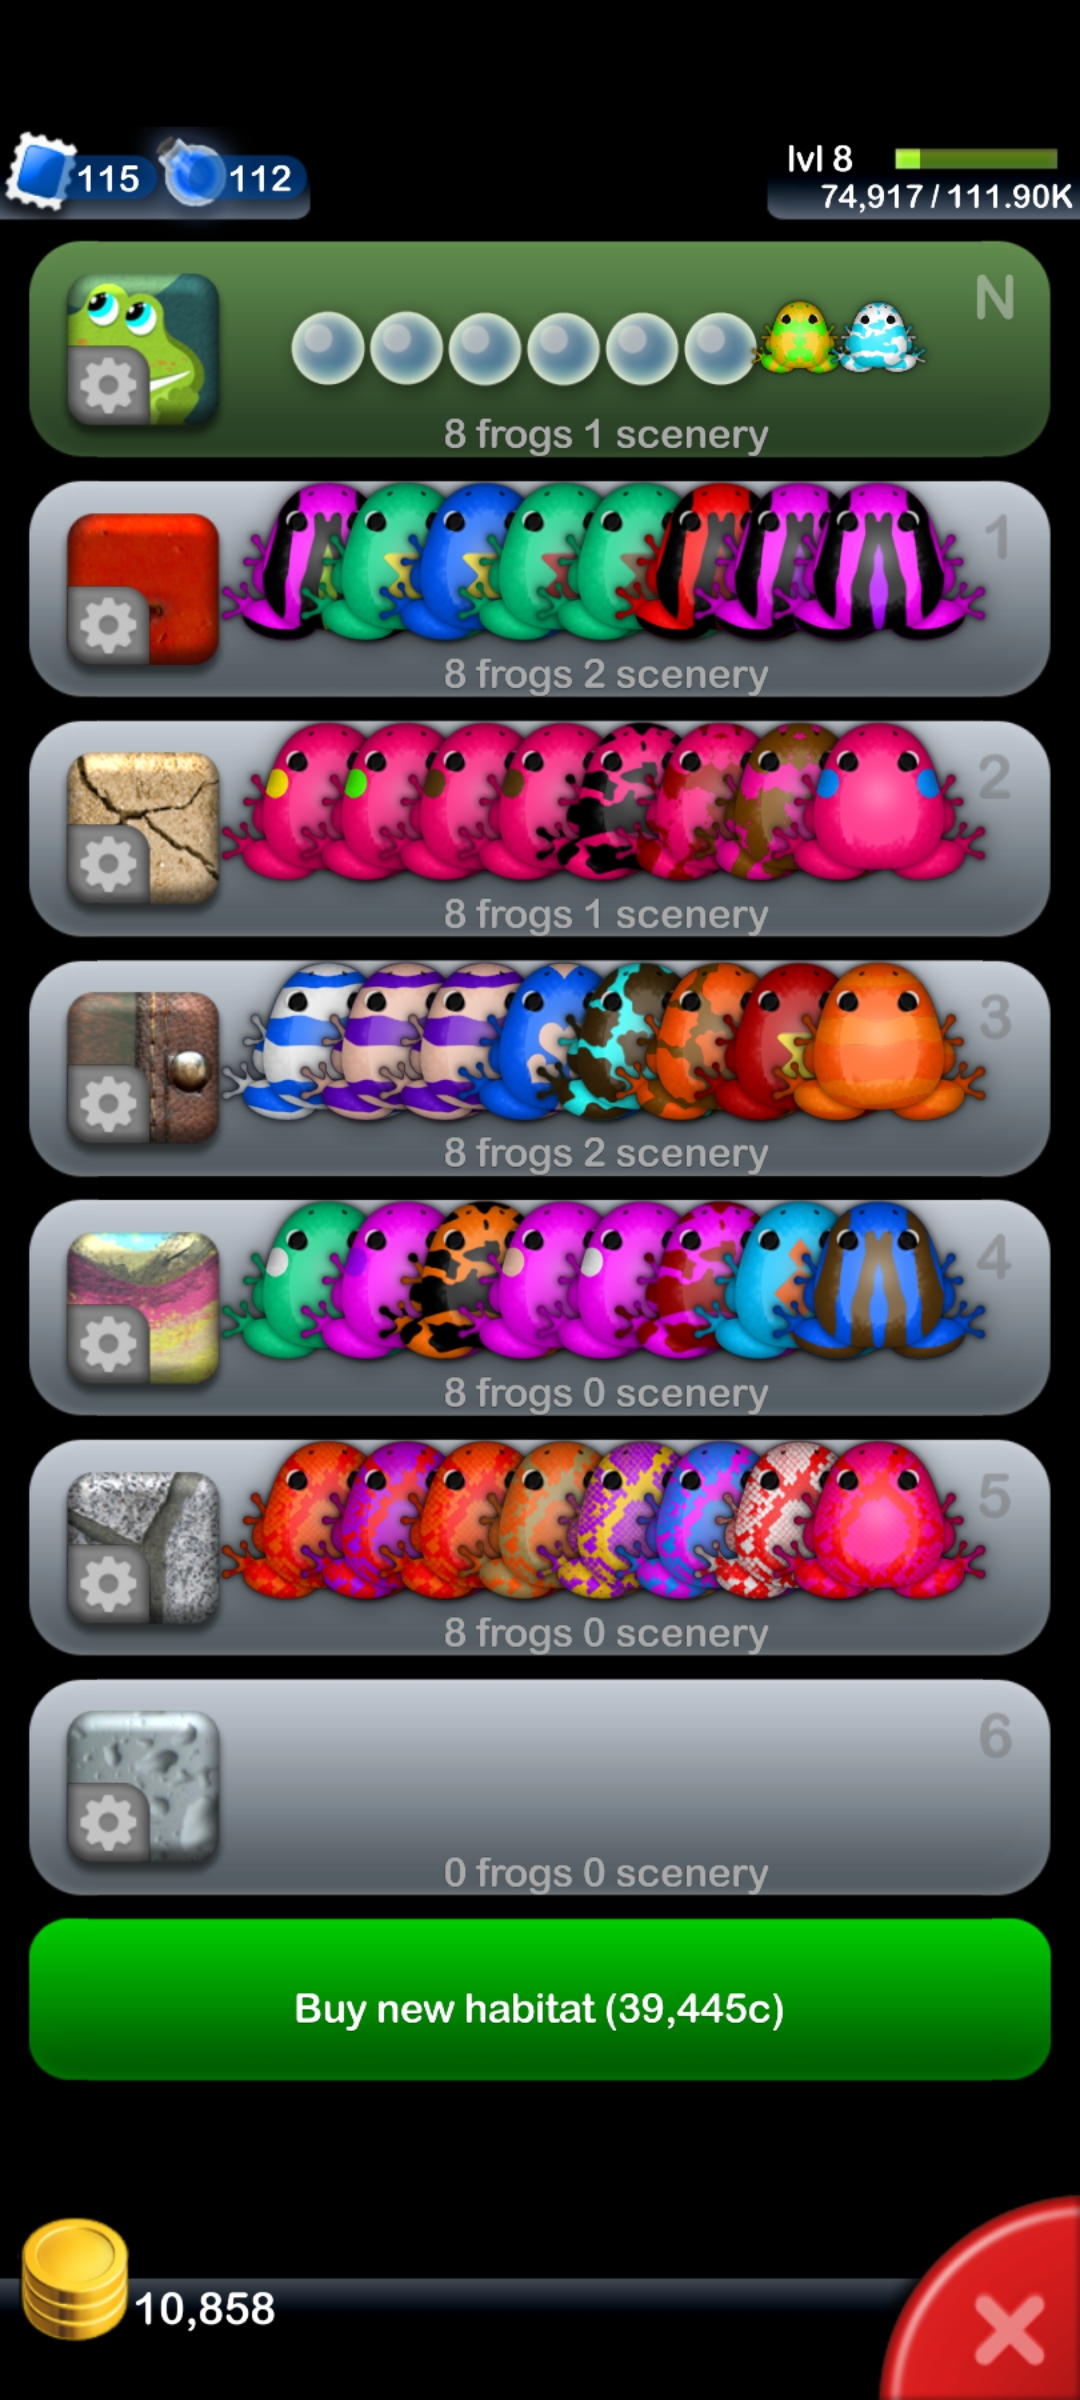 115 112
lvl 8
74,917 / 111.90K
N
8 frogs 1 scenery
1
8 frogs 2 scenery
2
8 frogs 1 scenery
3
8 frogs 2 scenery
4
8 frogs 0 scenery
5
8 frogs 0 scenery
6
0 frogs 0 scenery
Buy new habitat (39,445c)
10,858